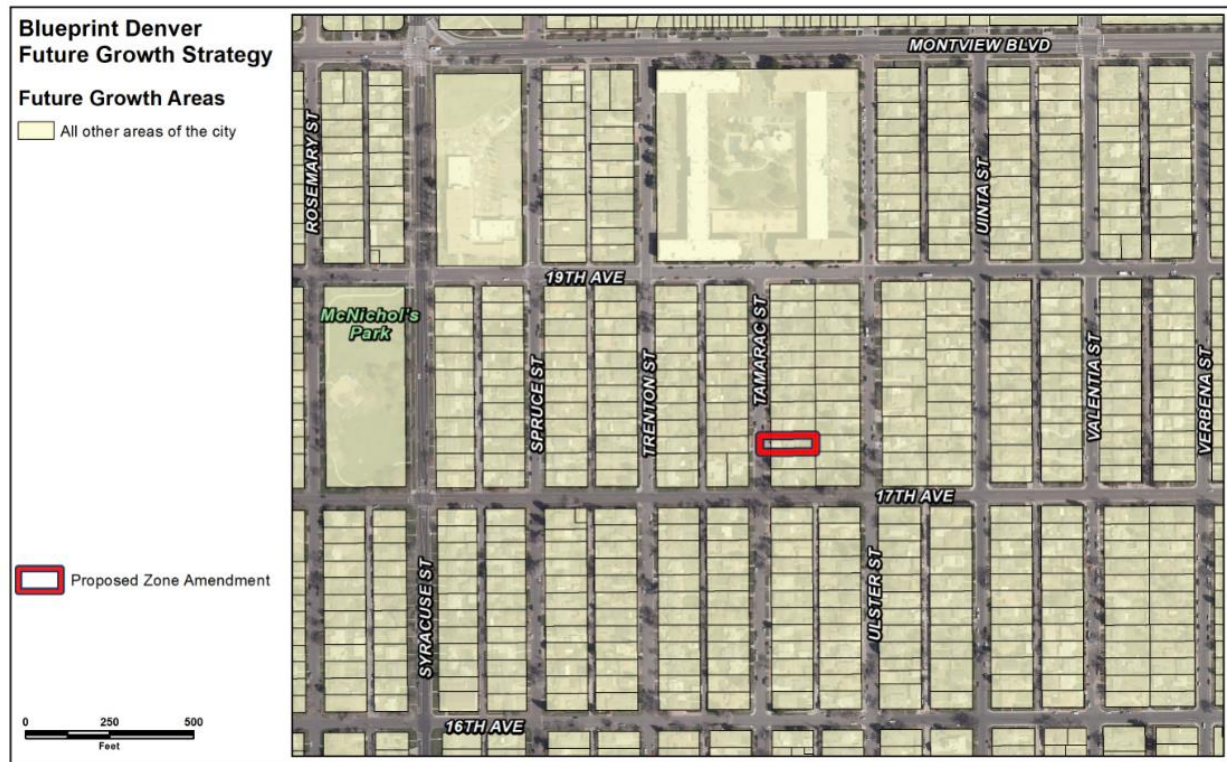 Blueprint Denver
Future Growth Strategy
Future Growth Areas
All other areas of the city
Proposed Zone Amendment
0 250 500
Feet
MONTVIEW BLVD
ROSEMARY ST
UINTA ST
19TH AVE
McNichol's
Park
SPRUCE ST
TRENTON ST
TAMARAC ST
VALENTIA ST
VERBENA ST
17TH AVE
SYRACUSE ST
ULSTER ST
16TH AVE